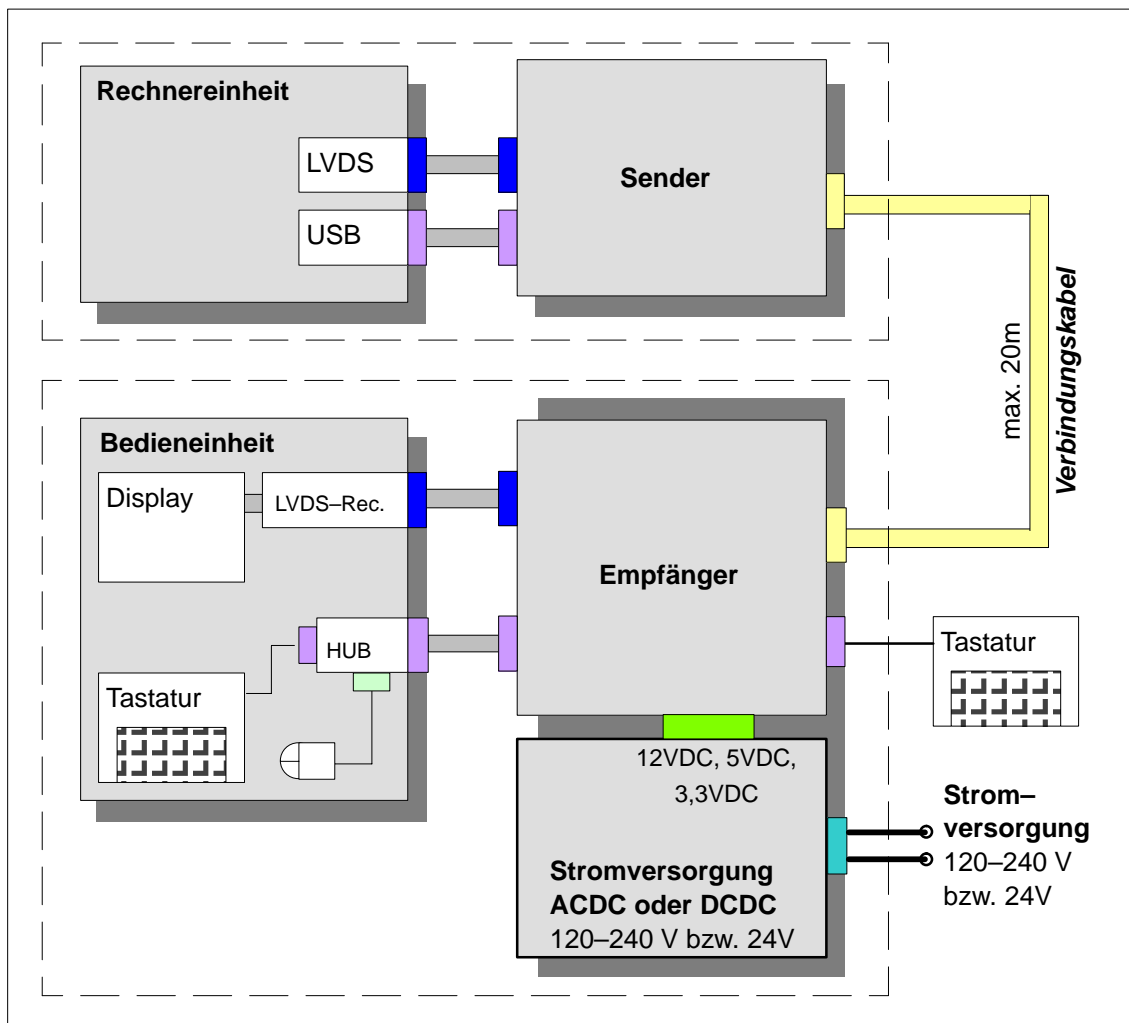 Rechnereinheit
LVDS
USB
Sender
max. 20m
Verbindungskabel
Bedieneinheit
Display
LVDS–Rec.
Empfänger
HUB
Tastatur
Tastatur
12VDC, 5VDC,
3,3VDC
Stromversorgung
ACDC oder DCDC
120–240 V bzw. 24V
Strom–
versorgung
120–240 V
bzw. 24V